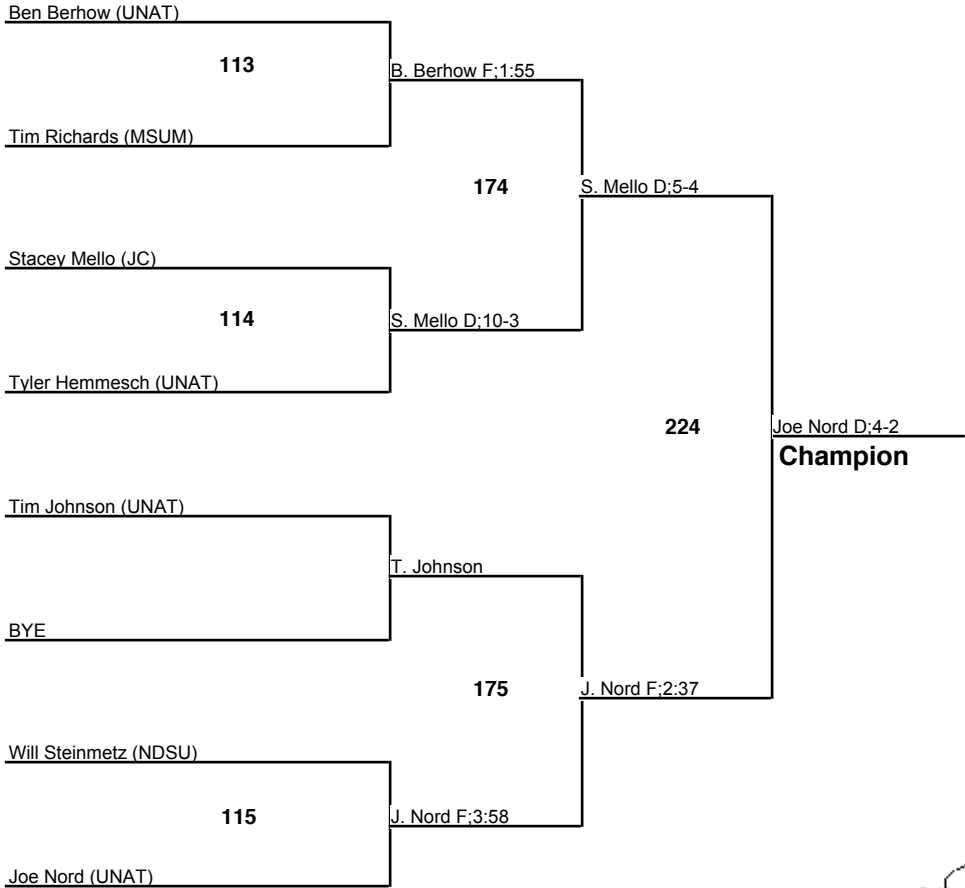 Ben Berhow (UNAT)
113
B. Berhow F;1:55
Tim Richards (MSUM)
174
S. Mello D;5-4
Stacey Mello (JC)
114
S. Mello D;10-3
Tyler Hemmesch (UNAT)
224
Joe Nord D;4-2
Champion
Tim Johnson (UNAT)
T. Johnson
BYE
175
J. Nord F;2:37
Will Steinmetz (NDSU)
115
J. Nord F;3:58
Joe Nord (UNAT)